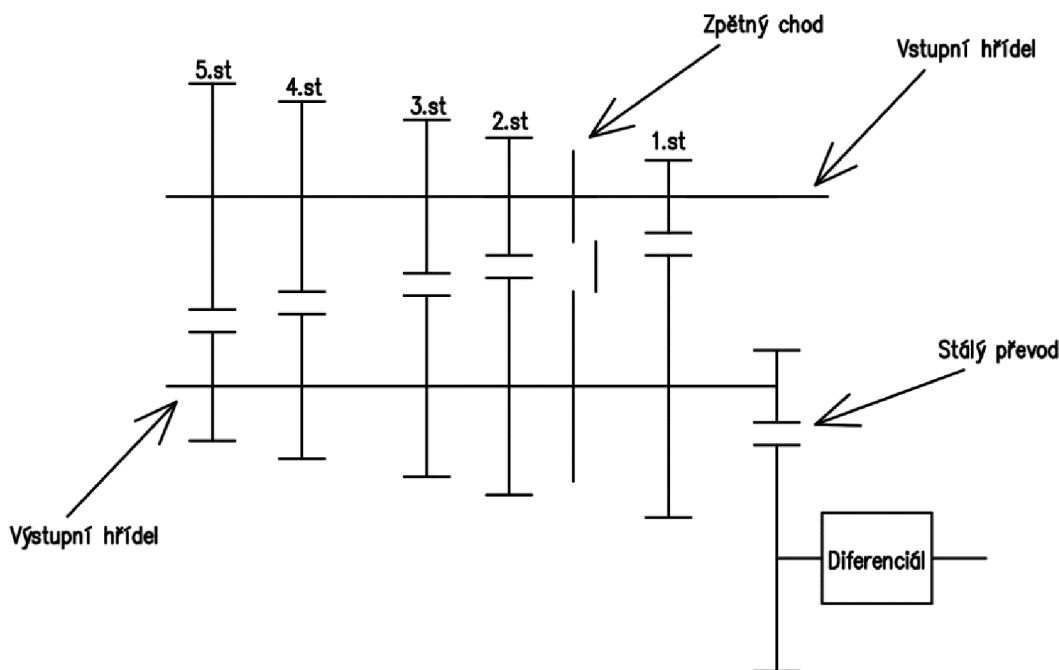 Zpětný chod
Vstupní hřídel
5.st
4.st
3.st
2.st
1.st
Stálý převod
Výstupní hřídel
Diferenciál